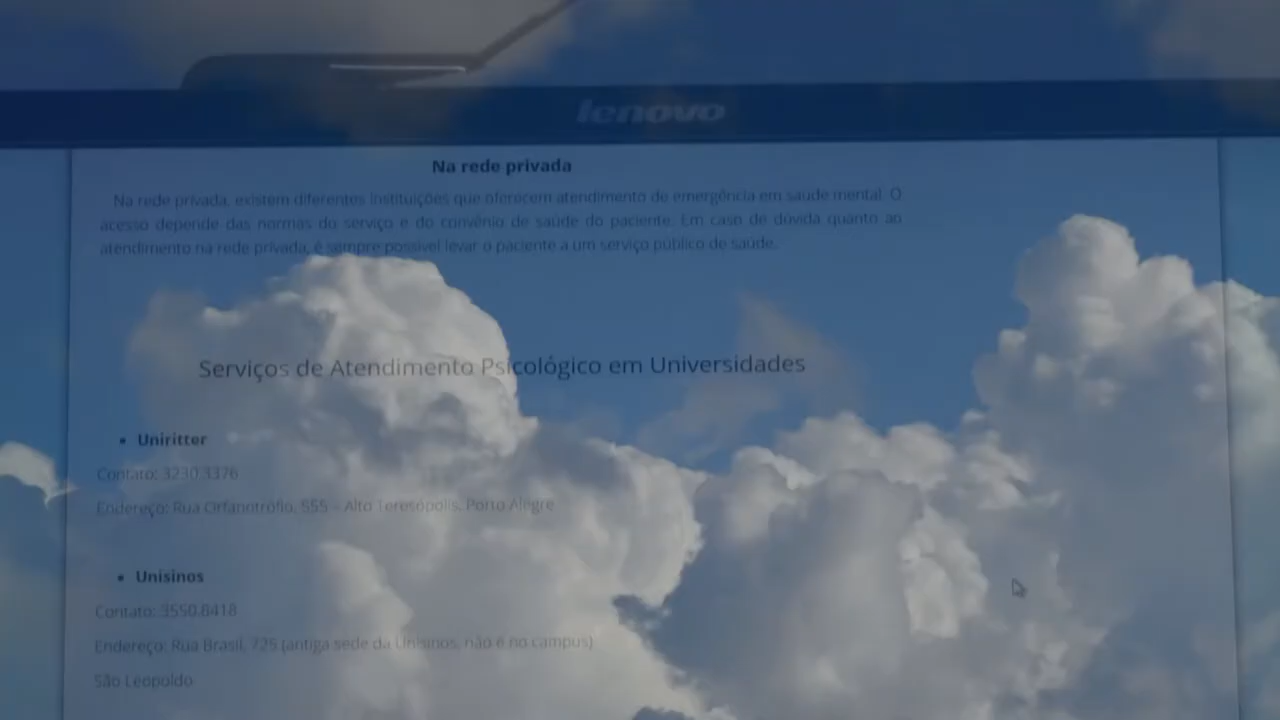 lenovo
Na rede privada
Na rede privada, existem diferentes instituições que oferecem atendimento de emergência em saúde mental. O
acesso depende das normas do serviço e do convênio de saúde do paciente. Em caso de dúvida quanto ao
atendimento na rede privada, é sempre possível levar o paciente a um serviço público de saúde.
Serviços de Atendimento Psicológico em Universidades
• Uniritter
Contato: 3230.3376
Endereço: Rua Orfanotrófio, 555 – Alto Teresópolis, Porto Alegre
• Unisinos
Contato: 3550.8418
Endereço: Rua Brasil, 725 (antiga sede da Unisinos, não é no campus)
São Leopoldo